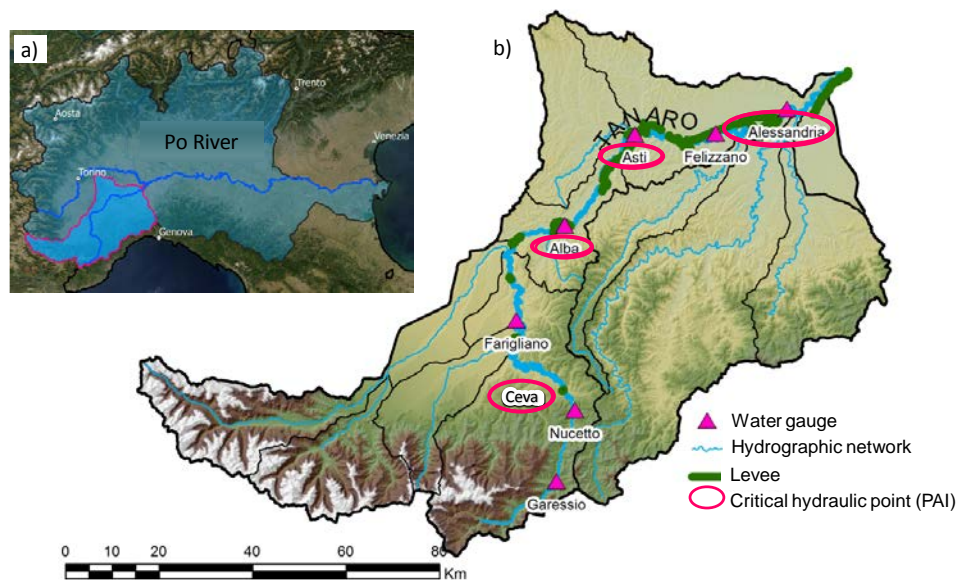 a)
Trento
Aosta
Po River
Venezia
Torino
Genova
b)
TANARO
Alessandria
Asti
Felizzano
Alba
Farigliano
Ceva
Nucetto
Garessio
Water gauge
Hydrographic network
Levee
Critical hydraulic point (PAI)
0 10 20 40 60 80
Km